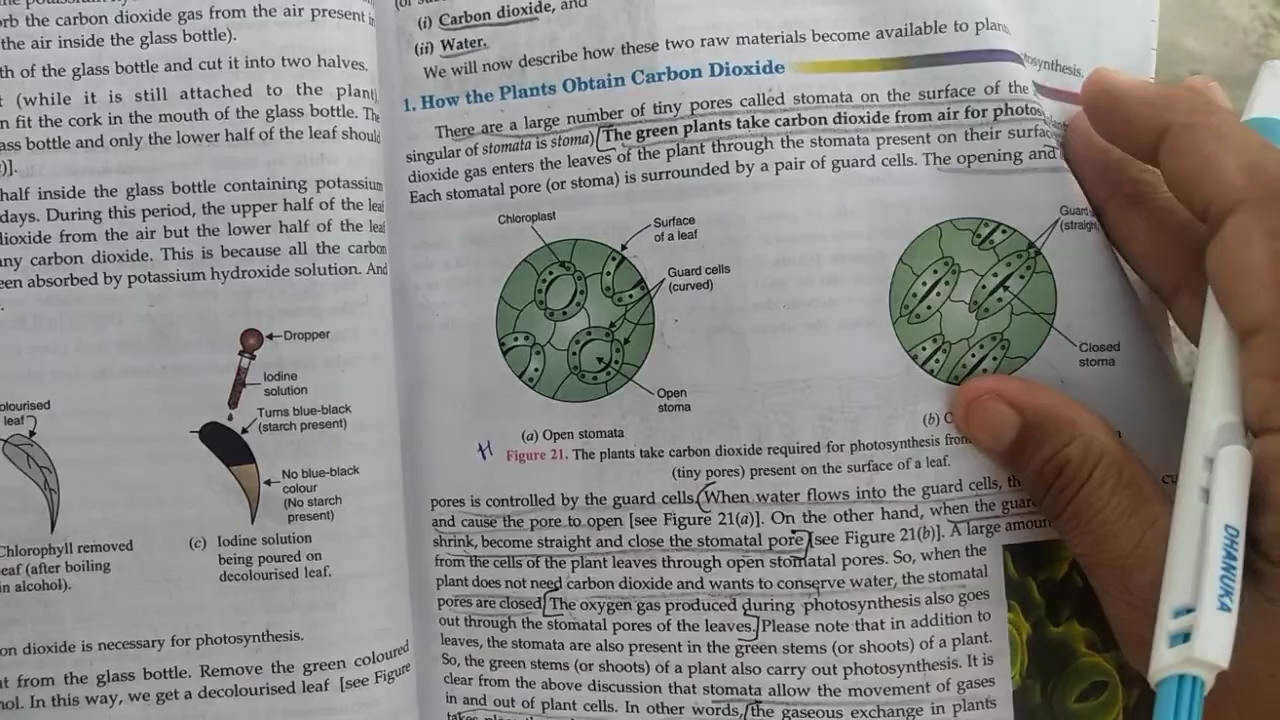 orb the carbon dioxide gas from the air present in
the air inside the glass bottle).
th of the glass bottle and cut it into two halves.
(while it is still attached to the plant)
n fit the cork in the mouth of the glass bottle. The
ass bottle and only the lower half of the leaf should
)].
half inside the glass bottle containing potassium
days. During this period, the upper half of the leaf
dioxide from the air but the lower half of the leaf
any carbon dioxide. This is because all the carbon
een absorbed by potassium hydroxide solution. And
Dropper
Iodine
solution
Turns blue-black
(starch present)
No blue-black
colour
(No starch
present)
olourised
leaf
Chlorophyll removed
eaf (after boiling
in alcohol).
(c) Iodine solution
being poured on
decolourised leaf.
on dioxide is necessary for photosynthesis.
at from the glass bottle. Remove the green coloured
hol. In this way, we get a decolourised leaf [see Figure
(i) Carbon dioxide, and
(ii) Water.
We will now describe how these two raw materials become available to plan
tosynthesis.
1. How the Plants Obtain Carbon Dioxide
There are a large number of tiny pores called stomata on the surface of the
singular of stomata is stoma) The green plants take carbon dioxide from air for photos
dioxide gas enters the leaves of the plant through the stomata present on their surfac
Each stomatal pore (or stoma) is surrounded by a pair of guard cells. The opening and
Chloroplast
Surface
of a leaf
Guard cells
(curved)
Open
stoma
(a) Open stomata
Guard
(straight
Closed
stoma
(b) C
H
Figure 21. The plants take carbon dioxide required for photosynthesis from
(tiny pores) present on the surface of a leaf.
pores is controlled by the guard cells. When water flows into the guard cells, th
and cause the pore to open [see Figure 21(a)]. On the other hand, when the guar
shrink, become straight and close the stomatal pore [see Figure 21(b)]. A large amoun
from the cells of the plant leaves through open stomatal pores. So, when the
plant does not need carbon dioxide and wants to conserve water, the stomatal
pores are closed. The oxygen gas produced during photosynthesis also goes
out through the stomatal pores of the leaves. Please note that in addition to
leaves, the stomata are also present in the green stems (or shoots) of a plant.
So, the green stems (or shoots) of a plant also carry out photosynthesis. It is
clear from the above discussion that stomata allow the movement of gases
in and out of plant cells. In other words, the gaseous exchange in plants
takes
DHANUKA